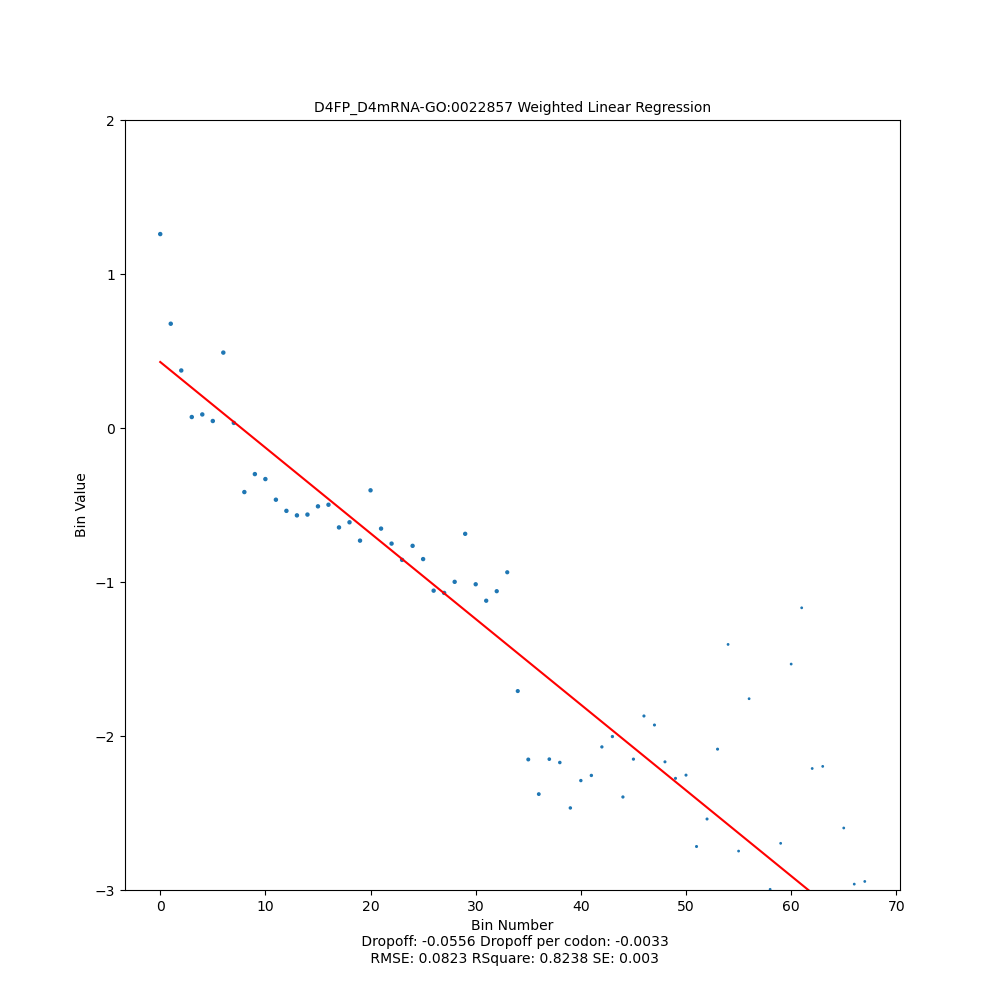 D4FP_D4mRNA-GO:0022857 Weighted Linear Regression
2
1
0
−1
−2
−3
Bin Value
0 10 20 30 40 50 60 70
Bin Number
Dropoff: -0.0556 Dropoff per codon: -0.0033
RMSE: 0.0823 RSquare: 0.8238 SE: 0.003